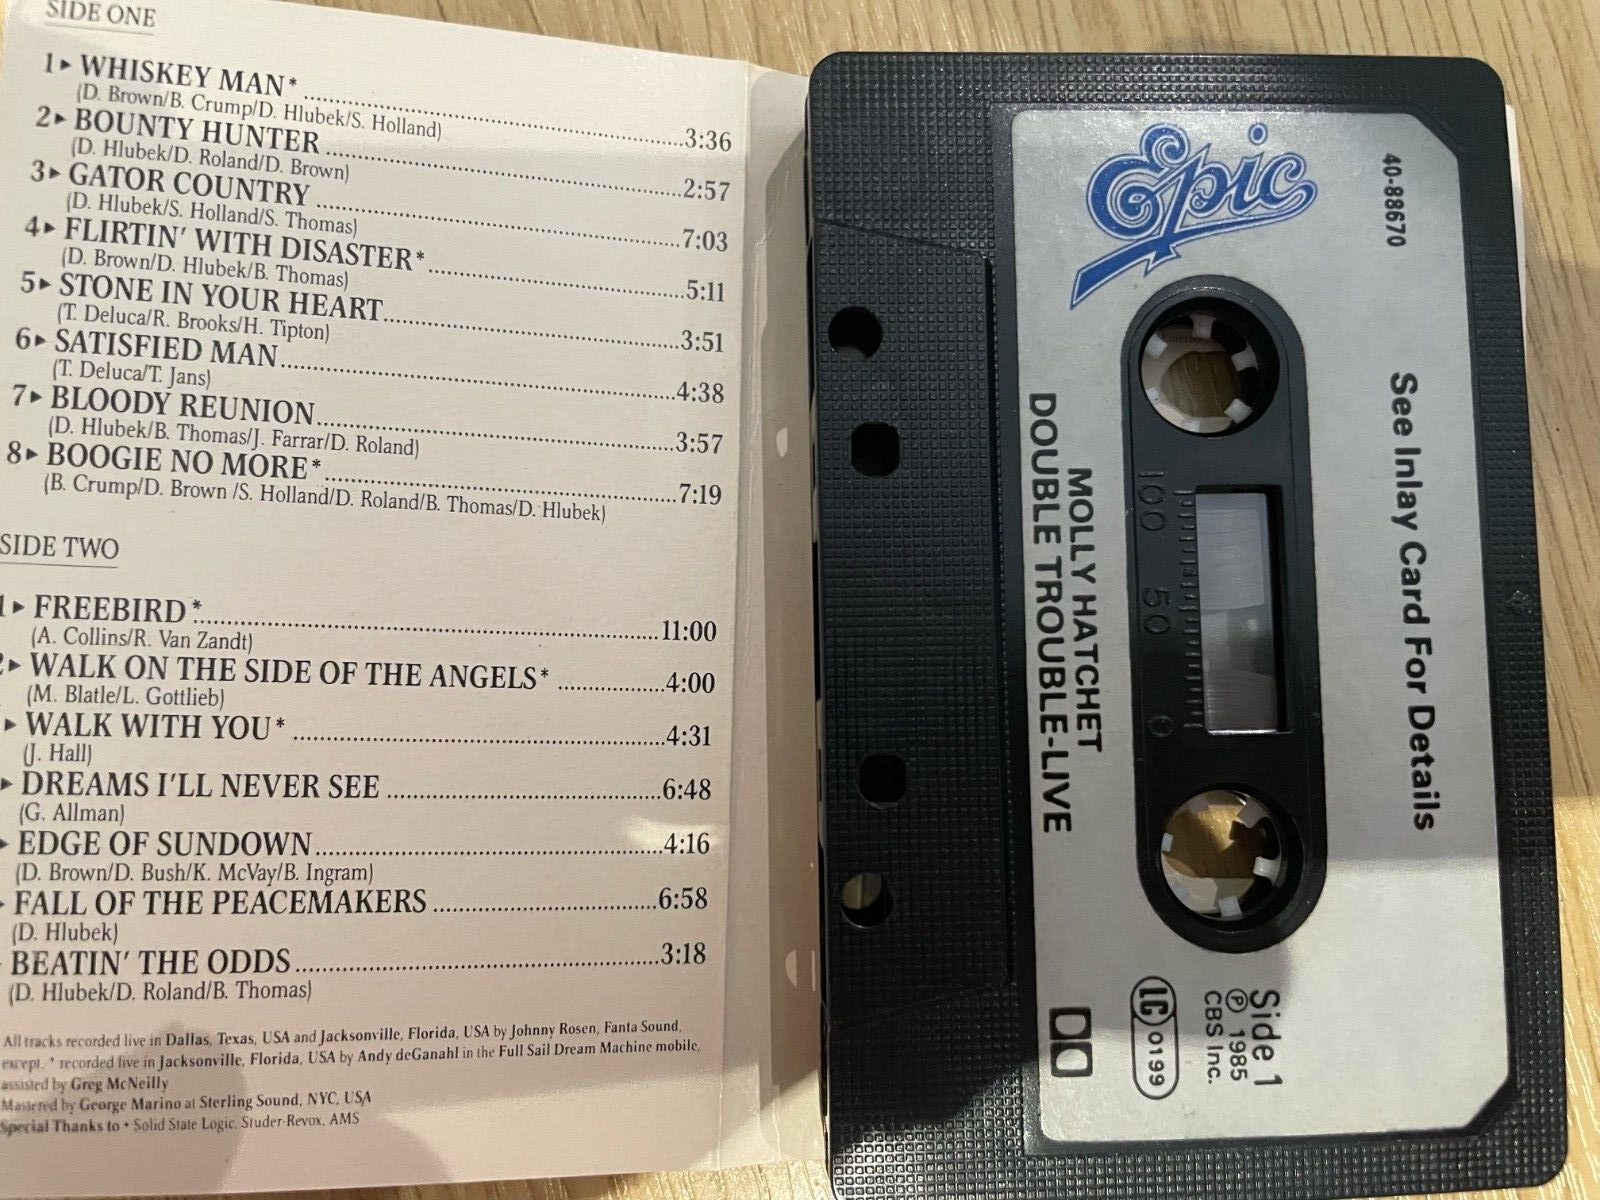 SIDE ONE
1▸ WHISKEY MAN* 3:36
(D. Brown/B. Crump/D. Hlubek/S. Holland)
2▸ BOUNTY HUNTER 2:57
(D. Hlubek/D. Roland/D. Brown)
3▸ GATOR COUNTRY 7:03
(D. Hlubek/S. Holland/S. Thomas)
4▸ FLIRTIN' WITH DISASTER* 5:11
(D. Brown/D. Hlubek/B. Thomas)
5▸ STONE IN YOUR HEART 3:51
(T. Deluca/R. Brooks/H. Tipton)
6▸ SATISFIED MAN 4:38
(T. Deluca/T. Jans)
7▸ BLOODY REUNION 3:57
(D. Hlubek/B. Thomas/J. Farrar/D. Roland)
8▸ BOOGIE NO MORE* 7:19
(B. Crump/D. Brown /S. Holland/D. Roland/B. Thomas/D. Hlubek)
SIDE TWO
1▸ FREEBIRD* 11:00
(A. Collins/R. Van Zandt)
2▸ WALK ON THE SIDE OF THE ANGELS* 4:00
(M. Blatle/L. Gottlieb)
▸ WALK WITH YOU* 4:31
(J. Hall)
▸ DREAMS I'LL NEVER SEE 6:48
(G. Allman)
▸ EDGE OF SUNDOWN 4:16
(D. Brown/D. Bush/K. McVay/B. Ingram)
FALL OF THE PEACEMAKERS 6:58
(D. Hlubek)
BEATIN' THE ODDS 3:18
(D. Hlubek/D. Roland/B. Thomas)
All tracks recorded live in Dallas, Texas, USA and Jacksonville, Florida, USA by Johnny Rosen, Fanta Sound,
except. * recorded live in Jacksonville, Florida, USA by Andy deGanahl in the Full Sail Dream Machine mobile,
assisted by Greg McNeilly
Mastered by George Marino at Sterling Sound, NYC, USA
Special Thanks to • Solid State Logic, Studer-Revox, AMS
Epic
40-88670
See Inlay Card For Details
100 50 0
MOLLY HATCHET
DOUBLE TROUBLE-LIVE
Side 1
℗ 1985
CBS Inc.
LC 0199